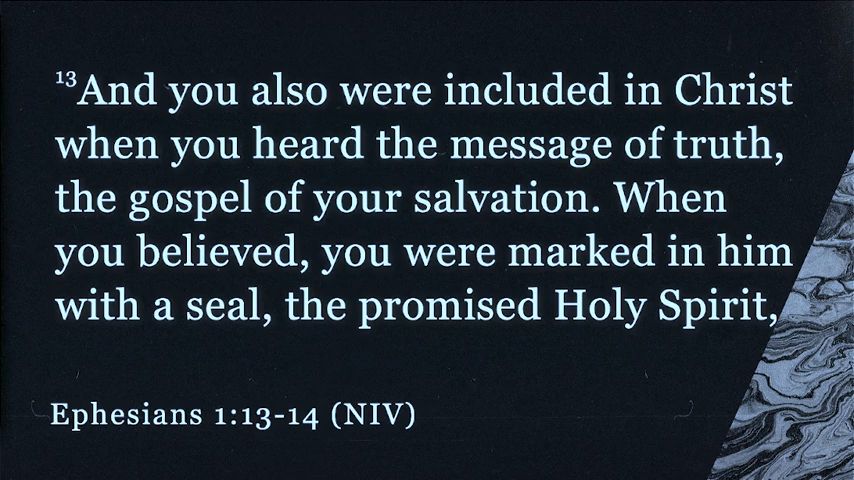 ¹³And you also were included in Christ
when you heard the message of truth,
the gospel of your salvation. When
you believed, you were marked in him
with a seal, the promised Holy Spirit,
Ephesians 1:13-14 (NIV)